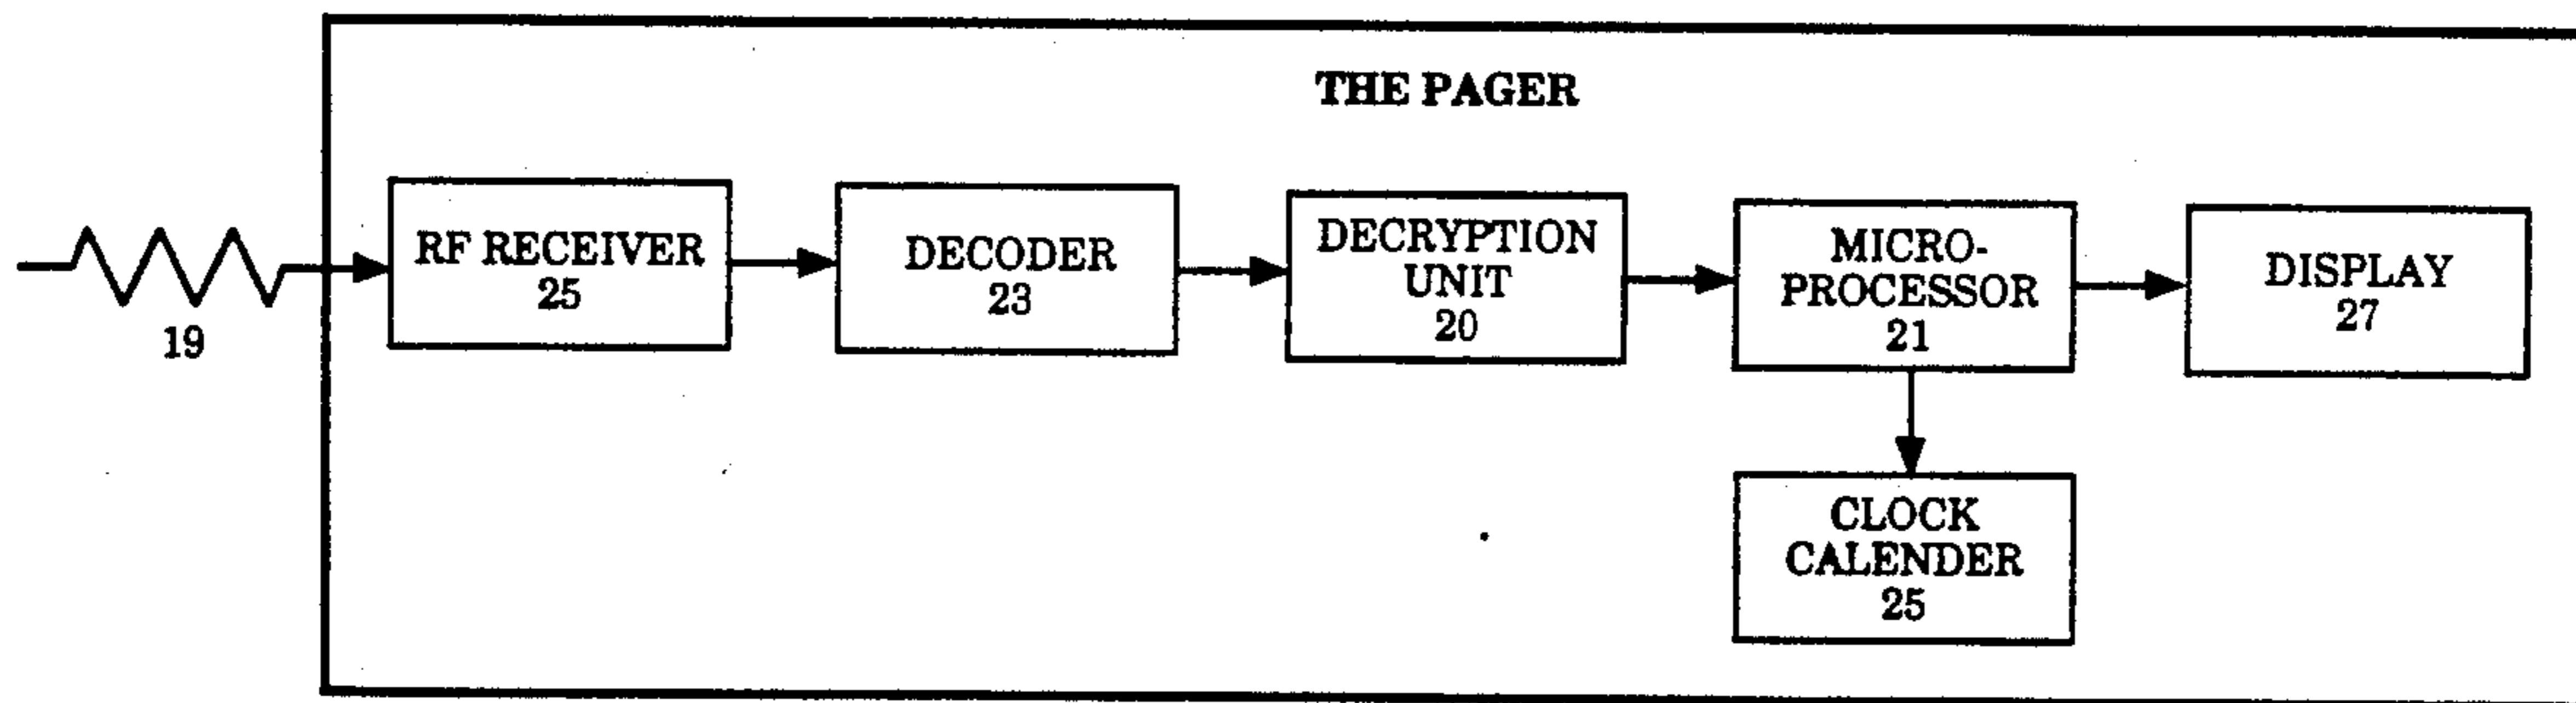 THE PAGER
19
RF RECEIVER
25
DECODER
23
DECRYPTION
UNIT
20
MICRO-
PROCESSOR
21
DISPLAY
27
CLOCK
CALENDER
25